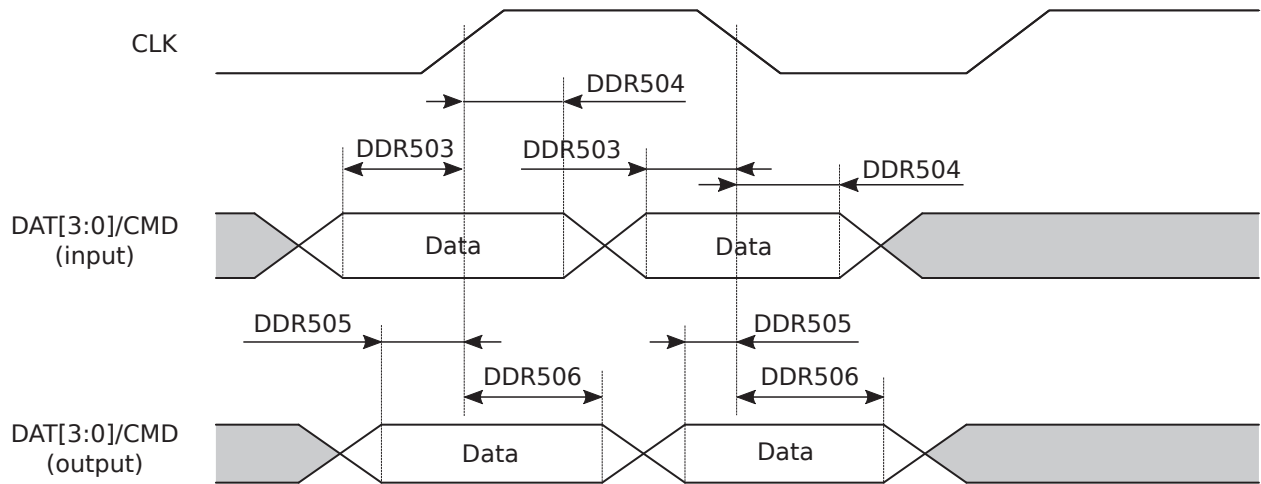 CLK
DDR504
DDR503
DDR503
DDR504
DAT[3:0]/CMD
(input)
Data
Data
DDR505
DDR505
DDR506
DDR506
DAT[3:0]/CMD
(output)
Data
Data